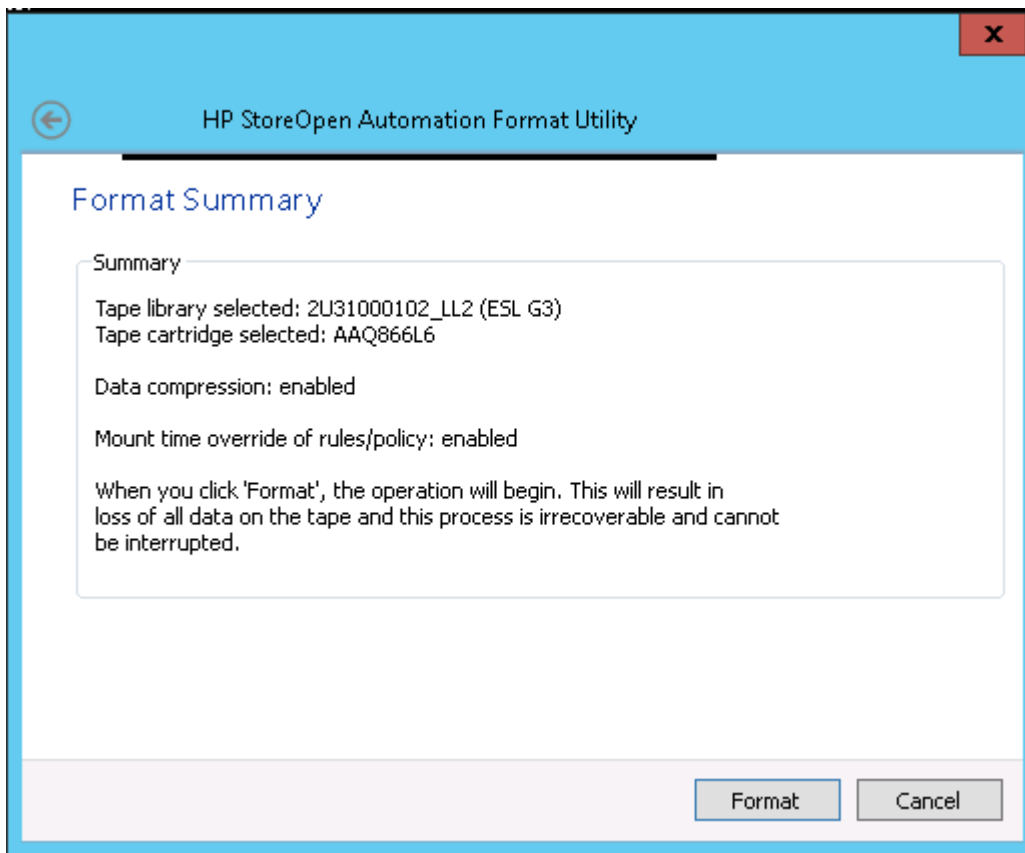 X
HP StoreOpen Automation Format Utility
Format Summary
Summary
Tape library selected: 2U31000102_LL2 (ESL G3)
Tape cartridge selected: AAQ866L6
Data compression: enabled
Mount time override of rules/policy: enabled
When you click 'Format', the operation will begin. This will result in
loss of all data on the tape and this process is irrecoverable and cannot
be interrupted.
Format
Cancel